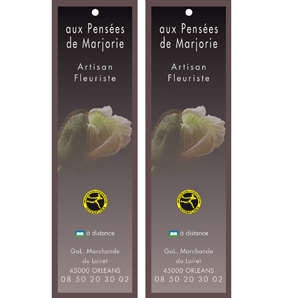 aux Pensées
de Marjorie
Artisan
Fleuriste
à distance
GaL. Marchande
du Loiret
45000 ORLEANS
08 50 20 30 02
aux Pensées
de Marjorie
Artisan
Fleuriste
à distance
GaL. Marchande
du Loiret
45000 ORLEANS
08 50 20 30 02